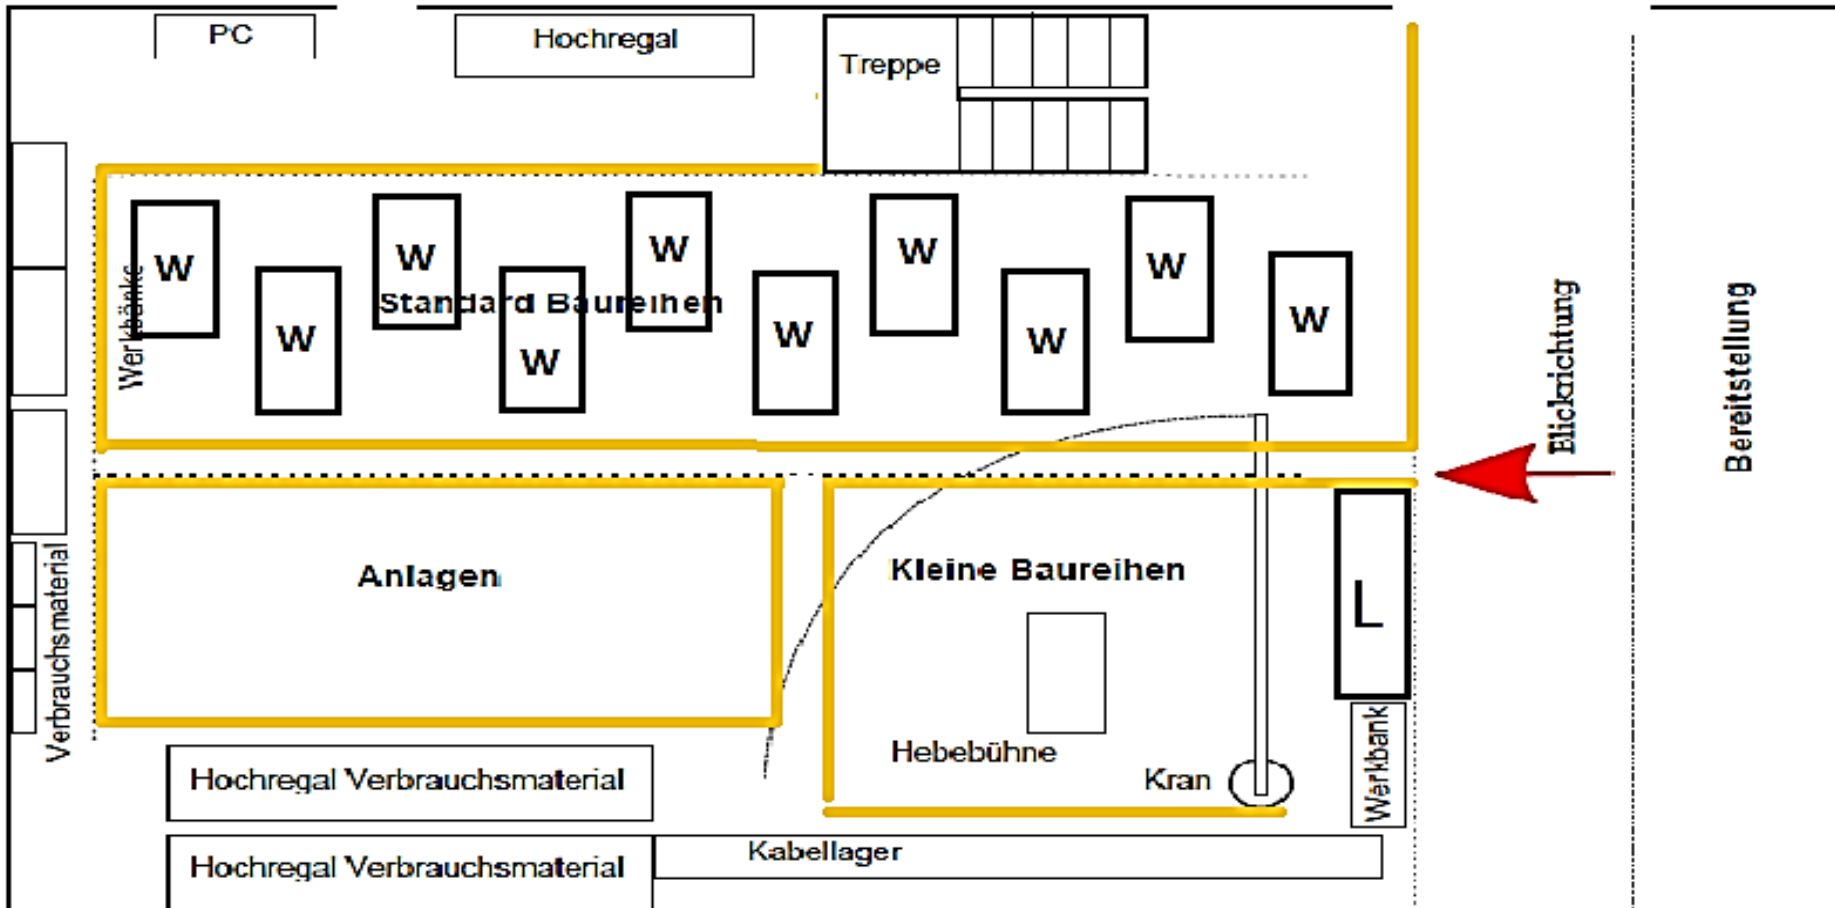 PC
Hochregal
Treppe
W
W
W
W
W
W
W
W
W
W
Standard Baureihen
Werkbänke
Blickrichtung
Bereitstellung
Anlagen
Kleine Baureihen
L
Verbrauchsmaterial
Hebebühne
Kran
Werkbank
Hochregal Verbrauchsmaterial
Kabellager
Hochregal Verbrauchsmaterial